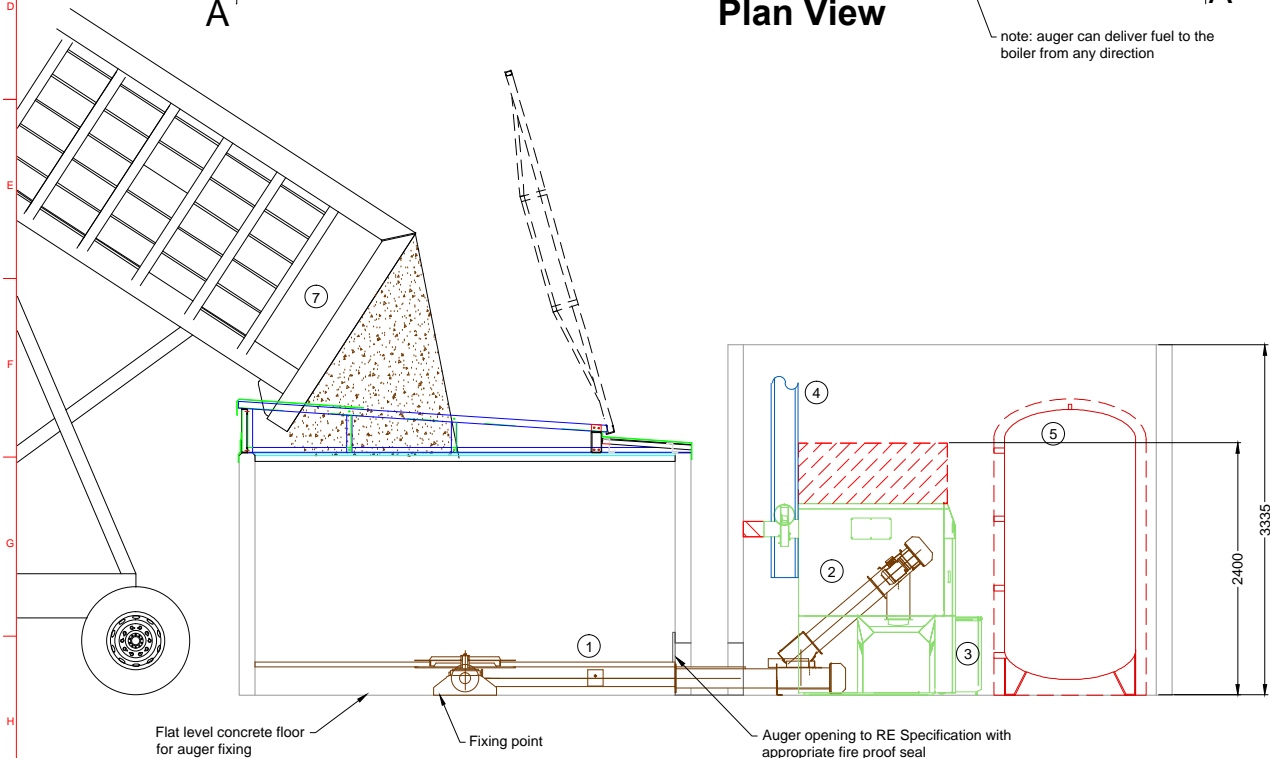 D
A
Plan View
note: auger can deliver fuel to the
boiler from any direction
E
7
F
4
5
G
2
2400
3335
1
3
H
Flat level concrete floor
for auger fixing
Fixing point
Auger opening to RE Specification with
appropriate fire proof seal